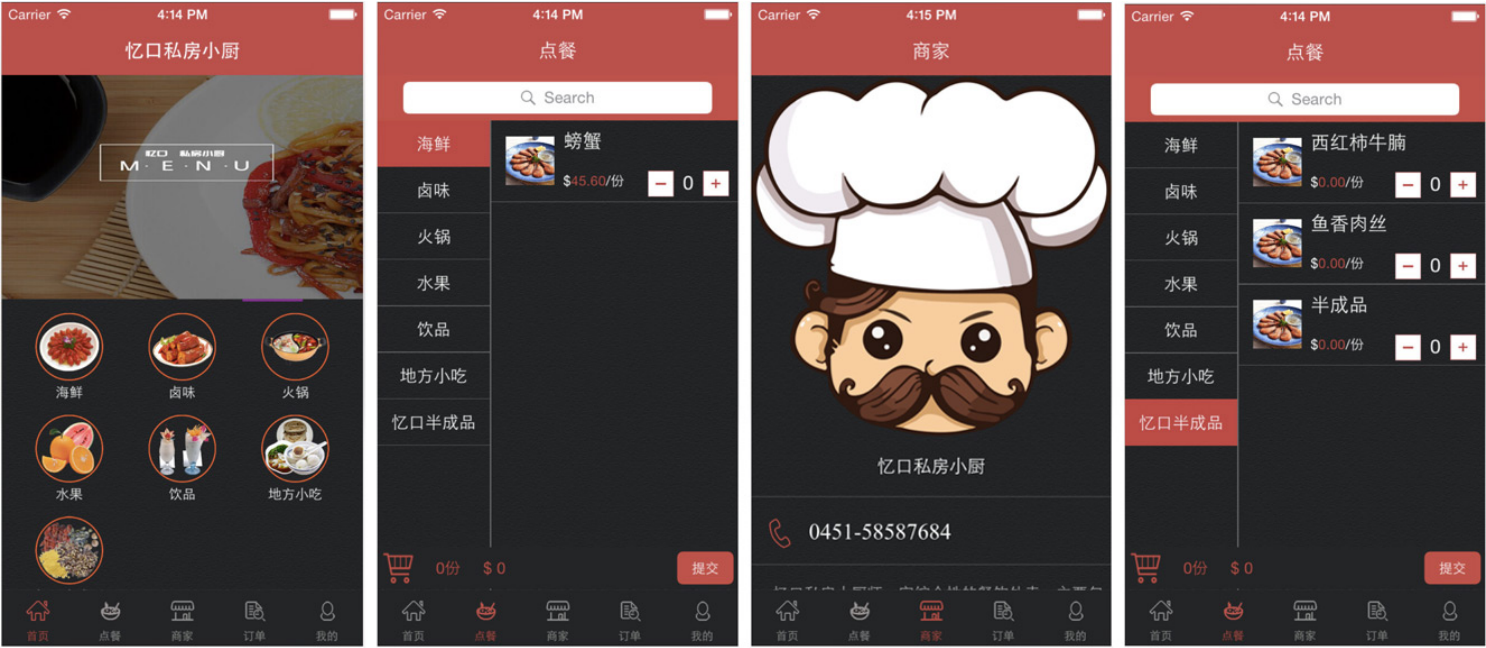 Carrier 4:14 PM
忆口私房小厨
忆口 私房小厨
M·E·N·U
海鲜 卤味 火锅
水果 饮品 地方小吃
首页 点餐 商家 订单 我的
Carrier 4:14 PM
点餐
Search
海鲜
卤味
火锅
水果
饮品
地方小吃
忆口半成品
螃蟹
$45.60/份 − 0 +
0份 $ 0 提交
首页 点餐 商家 订单 我的
Carrier 4:15 PM
商家
忆口私房小厨
0451-58587684
首页 点餐 商家 订单 我的
Carrier 4:14 PM
点餐
Search
海鲜
卤味
火锅
水果
饮品
地方小吃
忆口半成品
西红柿牛腩
$0.00/份 − 0 +
鱼香肉丝
$0.00/份 − 0 +
半成品
$0.00/份 − 0 +
0份 $ 0 提交
首页 点餐 商家 订单 我的